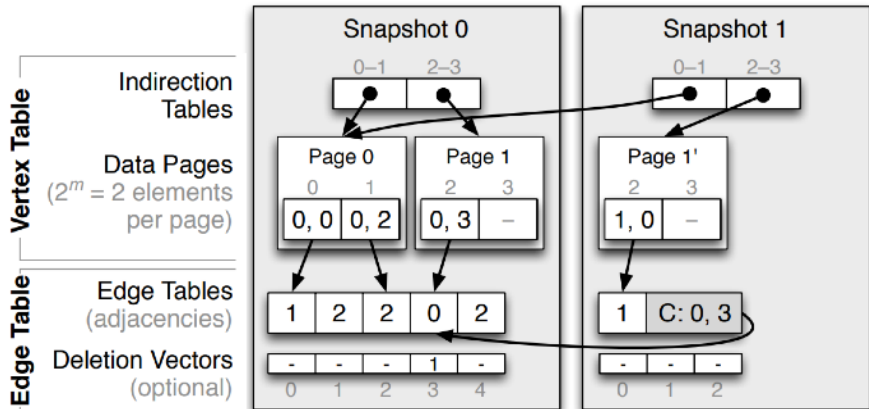 Snapshot 0
Snapshot 1
Vertex Table
Indirection
Tables
0–1 2–3
0–1 2–3
Data Pages
(2^m = 2 elements
per page)
Page 0
0 1
0, 0 0, 2
Page 1
2 3
0, 3 –
Page 1'
2 3
1, 0 –
Edge Table
Edge Tables
(adjacencies)
1 2 2 0 2
1 C: 0, 3
Deletion Vectors
(optional)
- - - 1 -
0 1 2 3 4
- - -
0 1 2